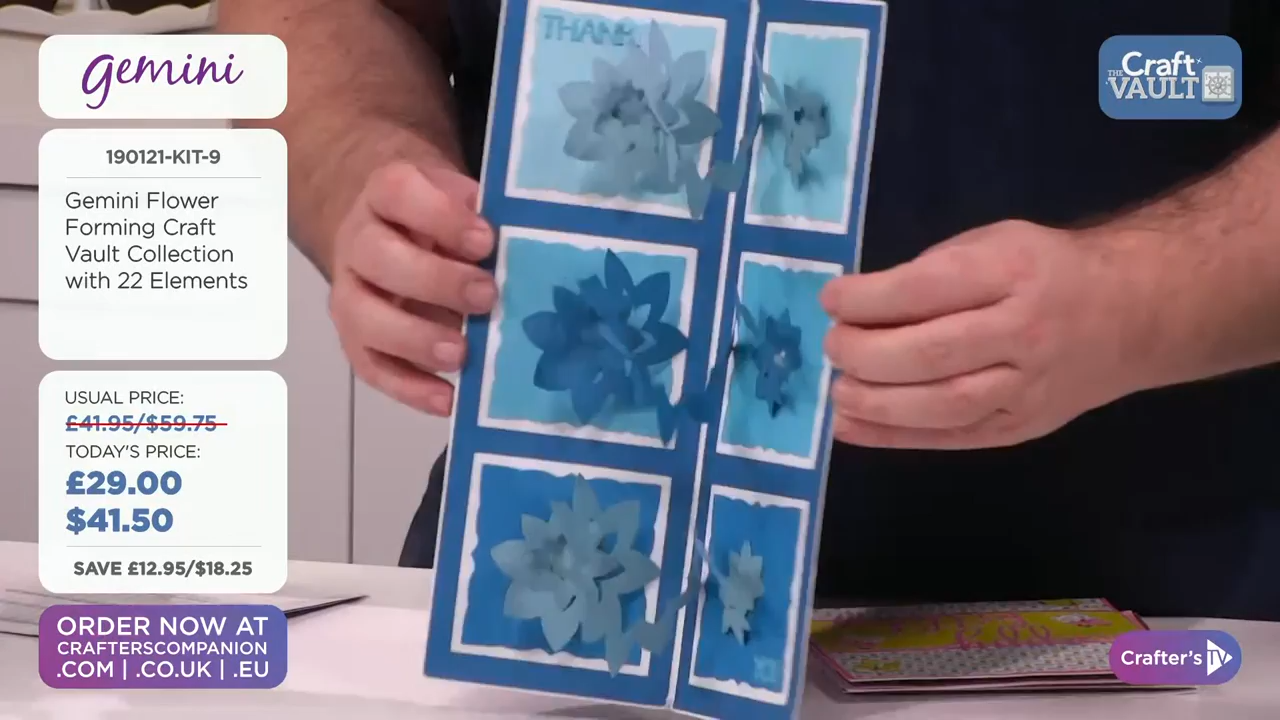 gemini
190121-KIT-9
Gemini Flower
Forming Craft
Vault Collection
with 22 Elements
USUAL PRICE:
£41.95/$59.75
TODAY'S PRICE:
£29.00
$41.50
SAVE £12.95/$18.25
ORDER NOW AT
CRAFTERSCOMPANION
.COM | .CO.UK | .EU
THANK
THE Craft
VAULT
Crafter's TV